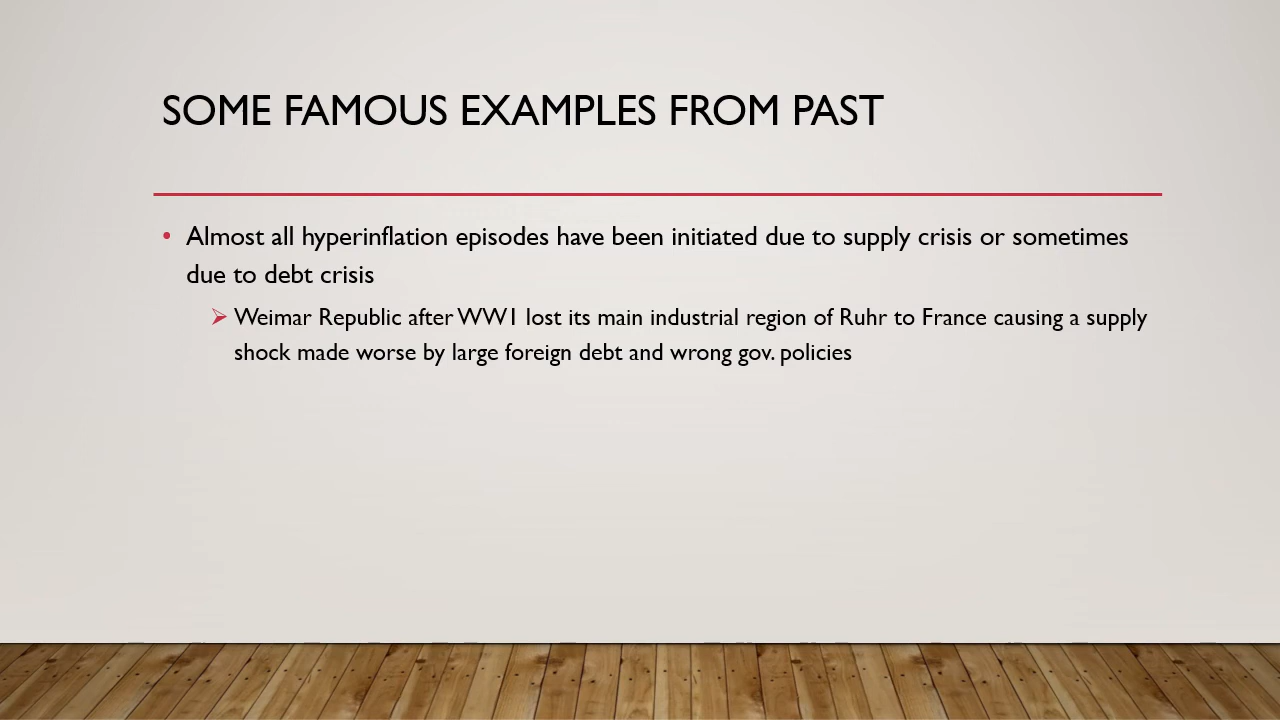 SOME FAMOUS EXAMPLES FROM PAST
• Almost all hyperinflation episodes have been initiated due to supply crisis or sometimes
due to debt crisis
➢ Weimar Republic after WW1 lost its main industrial region of Ruhr to France causing a supply
shock made worse by large foreign debt and wrong gov. policies